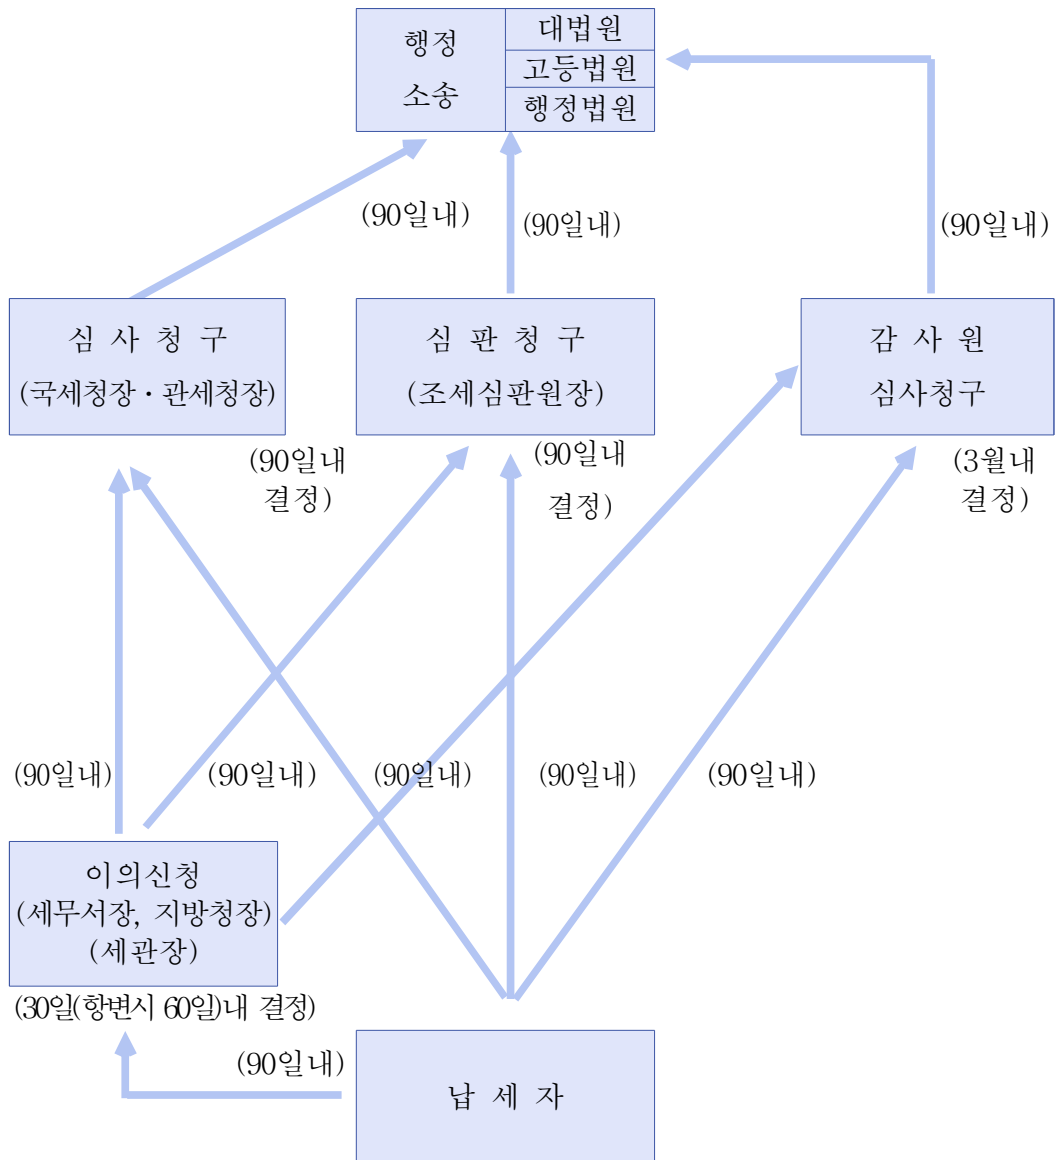 행정
소송
대법원
고등법원
행정법원
(90일내)
(90일내)
(90일내)
심 사 청 구
(국세청장·관세청장)
심 판 청 구
(조세심판원장)
감 사 원
심사청구
(90일내
결정)
(90일내
결정)
(3월내
결정)
(90일내)
(90일내)
(90일내)
(90일내)
(90일내)
이의신청
(세무서장, 지방청장)
(세관장)
(30일(항변시 60일)내 결정)
(90일내)
납 세 자